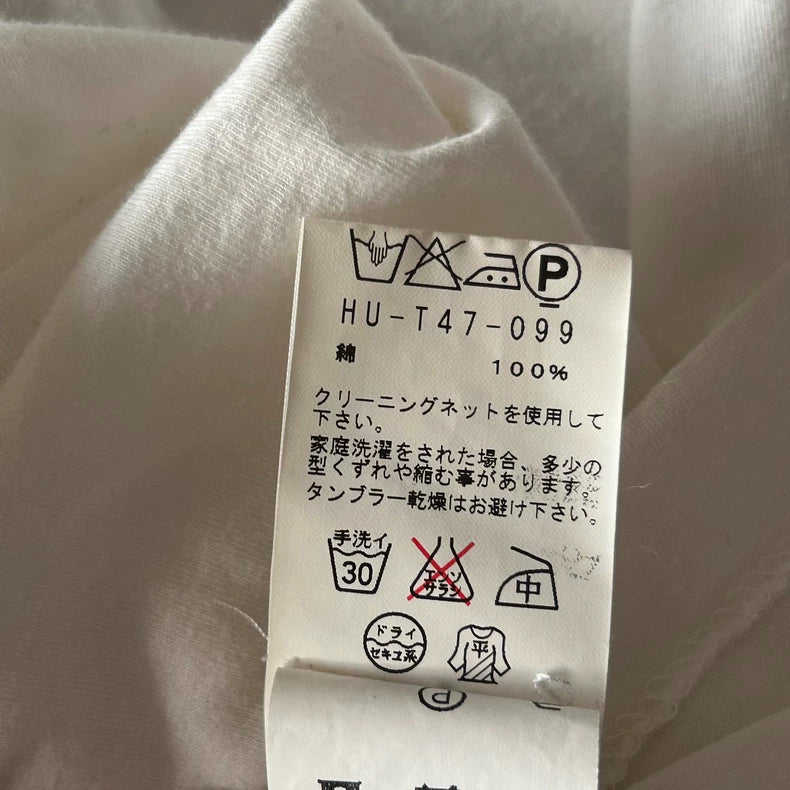 P
HU-T47-099
綿 100%
クリーニングネットを使用して
下さい。
家庭洗濯をされた場合、多少の
型くずれや縮む事があります。
タンブラー乾燥はお避け下さい。
手洗イ
30
エンソ
サラシ
中
ドライ
セキユ系
平
P